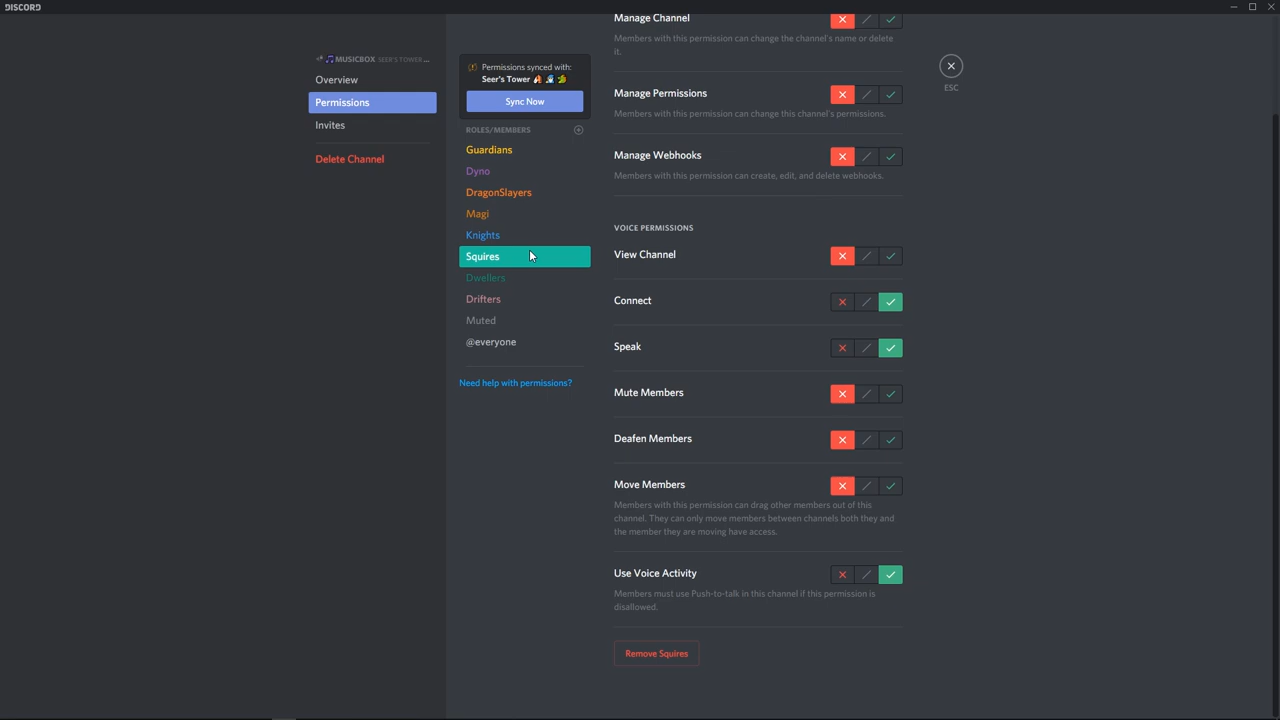 DISCORD
MUSICBOX SEER'S TOWER ...
Overview
Permissions
Invites
Delete Channel
Permissions synced with:
Seer's Tower
Sync Now
ROLES/MEMBERS
Guardians
Dyno
DragonSlayers
Magi
Knights
Squires
Dwellers
Drifters
Muted
@everyone
Need help with permissions?
Manage Channel
Members with this permission can change the channel's name or delete
it.
Manage Permissions
Members with this permission can change this channel's permissions.
Manage Webhooks
Members with this permission can create, edit, and delete webhooks.
VOICE PERMISSIONS
View Channel
Connect
Speak
Mute Members
Deafen Members
Move Members
Members with this permission can drag other members out of this
channel. They can only move members between channels both they and
the member they are moving have access.
Use Voice Activity
Members must use Push-to-talk in this channel if this permission is
disallowed.
Remove Squires
ESC